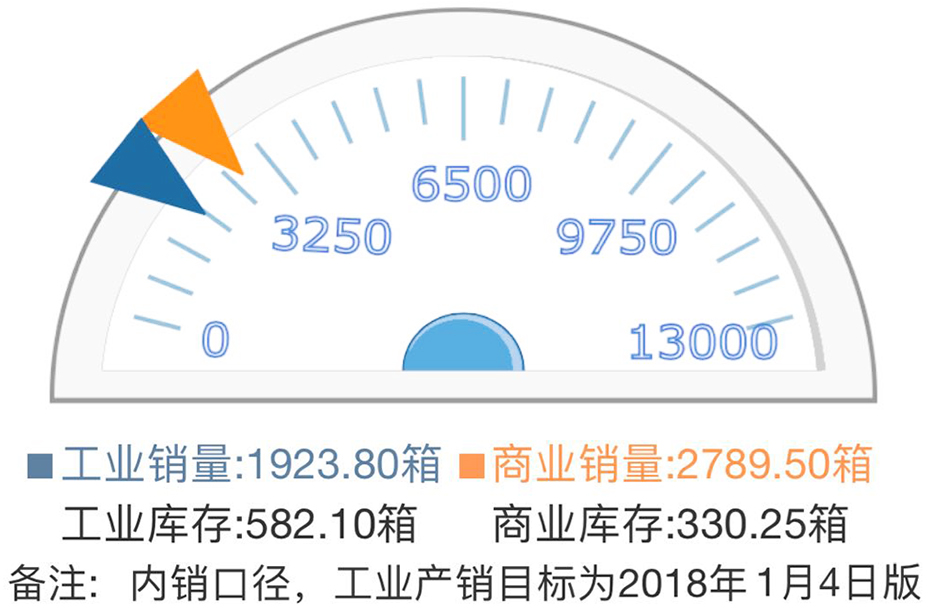 6500
3250 9750
0 13000
工业销量:1923.80箱 商业销量:2789.50箱
工业库存:582.10箱 商业库存:330.25箱
备注: 内销口径，工业产销目标为2018年1月4日版